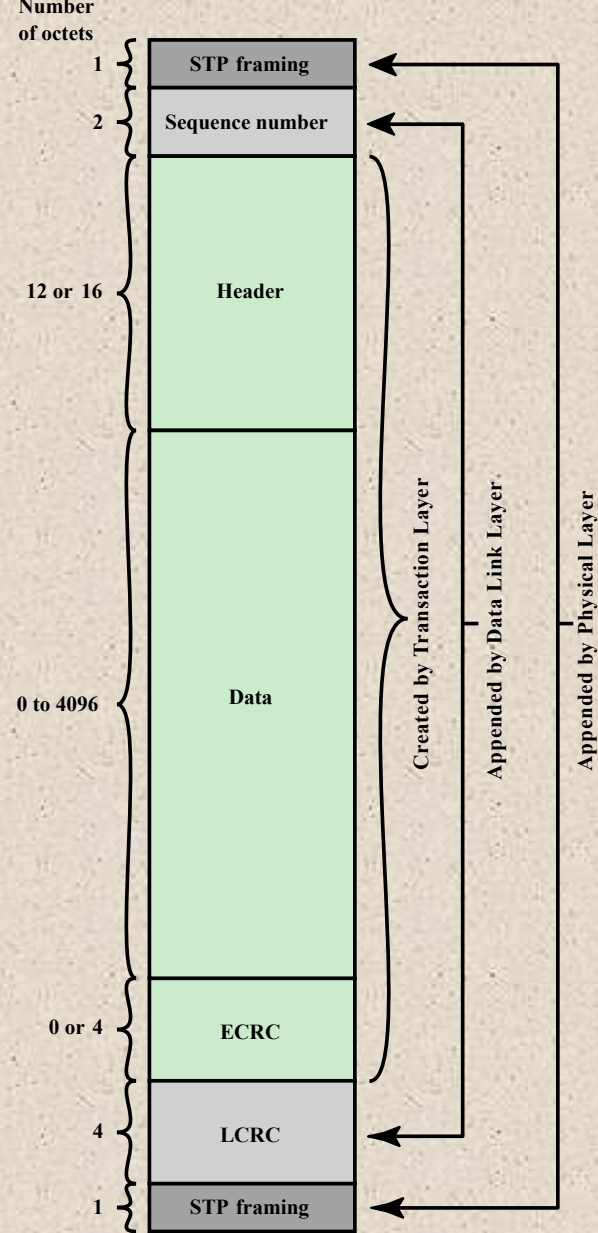 Number
of octets
1
STP framing
2
Sequence number
12 or 16
Header
0 to 4096
Data
0 or 4
ECRC
4
LCRC
1
STP framing
Created by Transaction Layer
Appended by Data Link Layer
Appended by Physical Layer